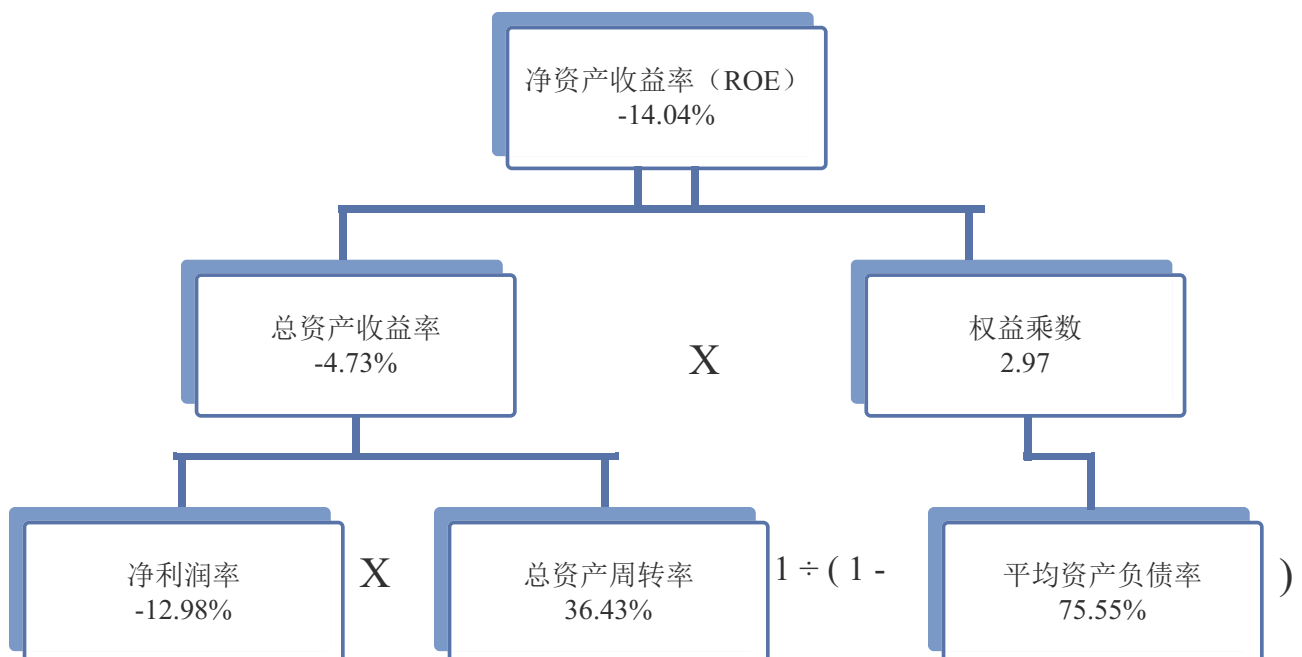 净资产收益率（ROE）
-14.04%
总资产收益率
-4.73%
X
权益乘数
2.97
净利润率
-12.98%
X
总资产周转率
36.43%
1 ÷ ( 1 -
平均资产负债率
75.55%
)